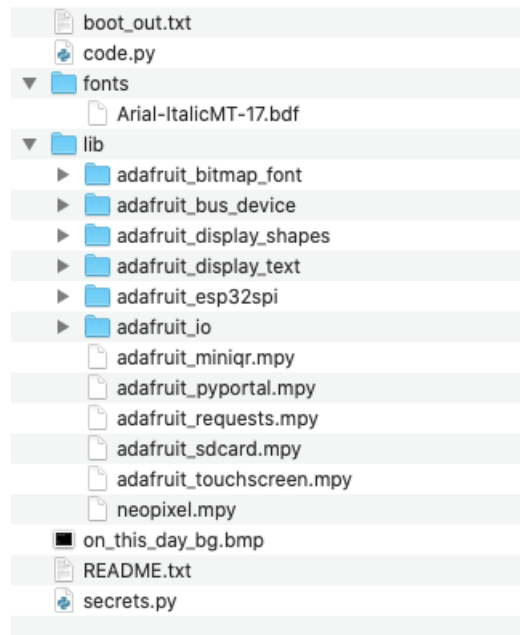 boot_out.txt
code.py
fonts
Arial-ItalicMT-17.bdf
lib
adafruit_bitmap_font
adafruit_bus_device
adafruit_display_shapes
adafruit_display_text
adafruit_esp32spi
adafruit_io
adafruit_miniqr.mpy
adafruit_pyportal.mpy
adafruit_requests.mpy
adafruit_sdcard.mpy
adafruit_touchscreen.mpy
neopixel.mpy
on_this_day_bg.bmp
README.txt
secrets.py